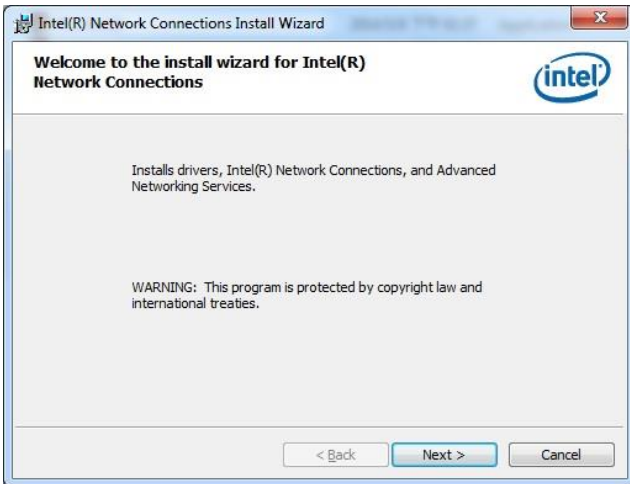 Intel(R) Network Connections Install Wizard
Welcome to the install wizard for Intel(R)
Network Connections
intel
Installs drivers, Intel(R) Network Connections, and Advanced
Networking Services.
WARNING: This program is protected by copyright law and
international treaties.
< Back
Next >
Cancel